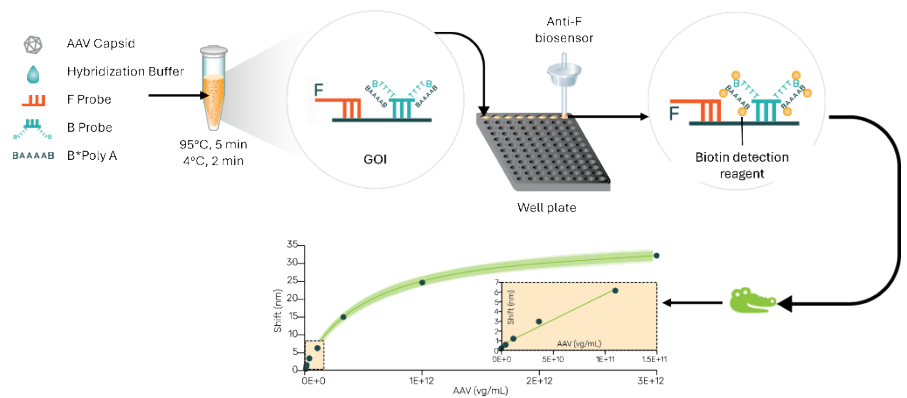 AAV Capsid
Hybridization Buffer
F Probe
B Probe
BAAAAB
B*Poly A
95°C, 5 min
4°C, 2 min
F
BTTTT
TTTTB
BAAAAB
BAAAAB
GOI
Anti-F
biosensor
Well plate
F
BTTTT
TTTTB
BAAAAB
BAAAAB
Biotin detection
reagent
Shift (nm)
35
30
25
20
15
10
5
0
0E+0
1E+12
2E+12
3E+12
AAV (vg/mL)
Shift (nm)
7
6
5
4
3
2
1
0
AAV (vg/mL)
0E+0
5E+10
1E+11
1.5E+11